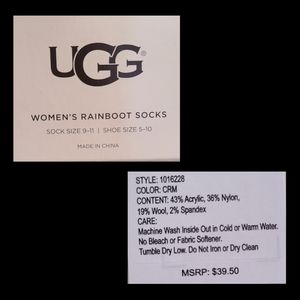 UGG®
WOMEN'S RAINBOOT SOCKS
SOCK SIZE 9-11 | SHOE SIZE 5-10
MADE IN CHINA
STYLE: 1016228
COLOR: CRM
CONTENT: 43% Acrylic, 36% Nylon,
19% Wool, 2% Spandex
CARE:
Machine Wash Inside Out in Cold or Warm Water.
No Bleach or Fabric Softener.
Tumble Dry Low. Do Not Iron or Dry Clean
MSRP: $39.50